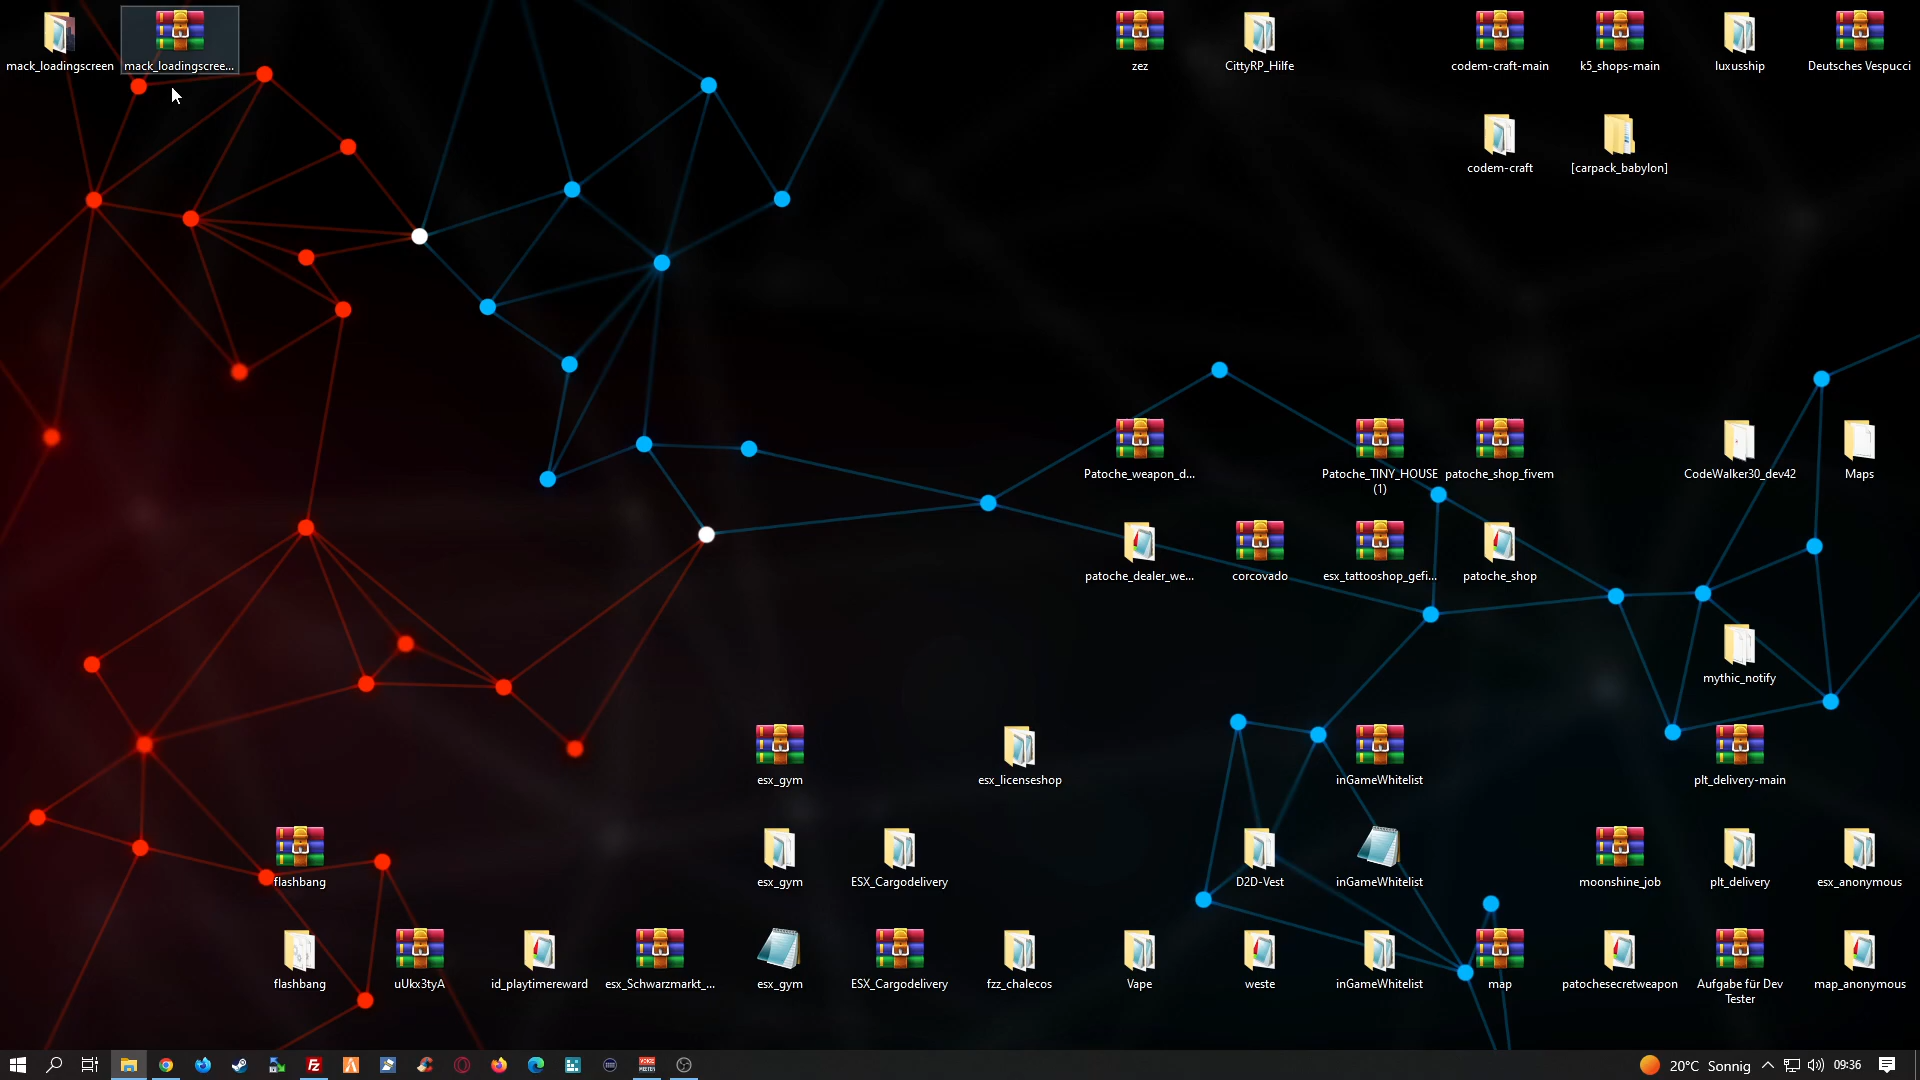 mack_loadingscreen
mack_loadingscree...
zez
CittyRP_Hilfe
codem-craft-main
k5_shops-main
luxusship
Deutsches Vespucci
codem-craft
[carpack_babylon]
Patoche_weapon_d...
Patoche_TINY_HOUSE
(1)
patoche_shop_fivem
CodeWalker30_dev42
Maps
patoche_dealer_we...
corcovado
esx_tattooshop_gefi...
patoche_shop
mythic_notify
esx_gym
esx_licenseshop
inGameWhitelist
plt_delivery-main
flashbang
esx_gym
ESX_Cargodelivery
D2D-Vest
inGameWhitelist
moonshine_job
plt_delivery
esx_anonymous
flashbang
uUkx3tyA
id_playtimereward
esx_Schwarzmarkt_...
esx_gym
ESX_Cargodelivery
fzz_chalecos
Vape
weste
inGameWhitelist
map
patochesecretweapon
Aufgabe für Dev
Tester
map_anonymous
20°C Sonnig
09:36